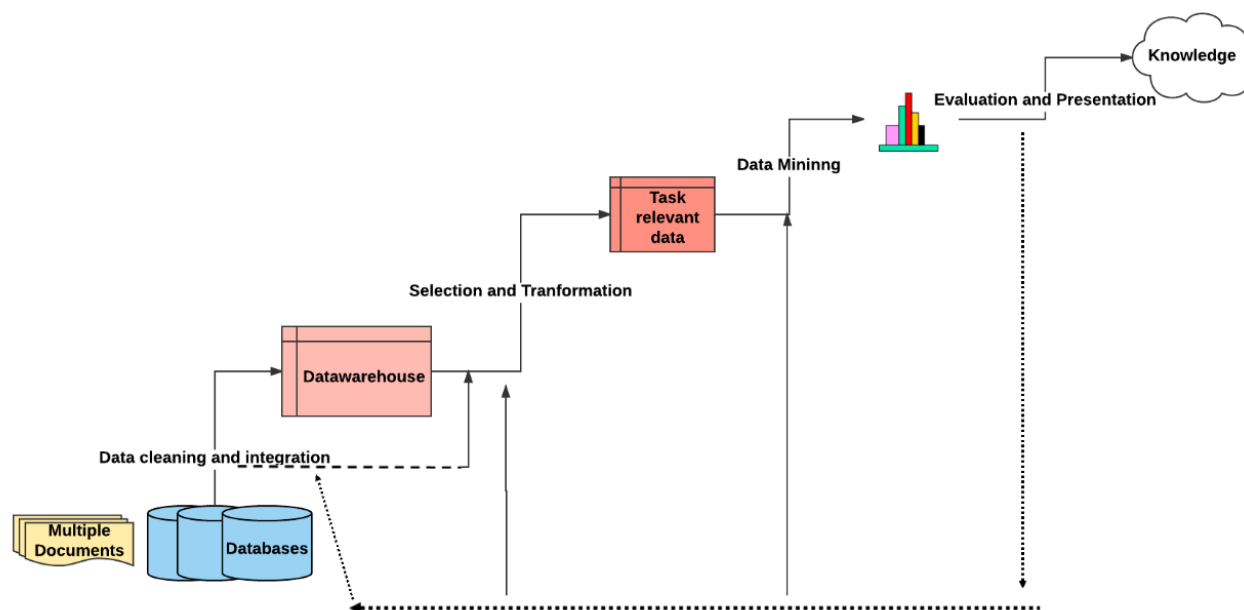 Knowledge
Evaluation and Presentation
Data Mininng
Task
relevant
data
Selection and Tranformation
Datawarehouse
Data cleaning and integration
Multiple
Documents
Databases